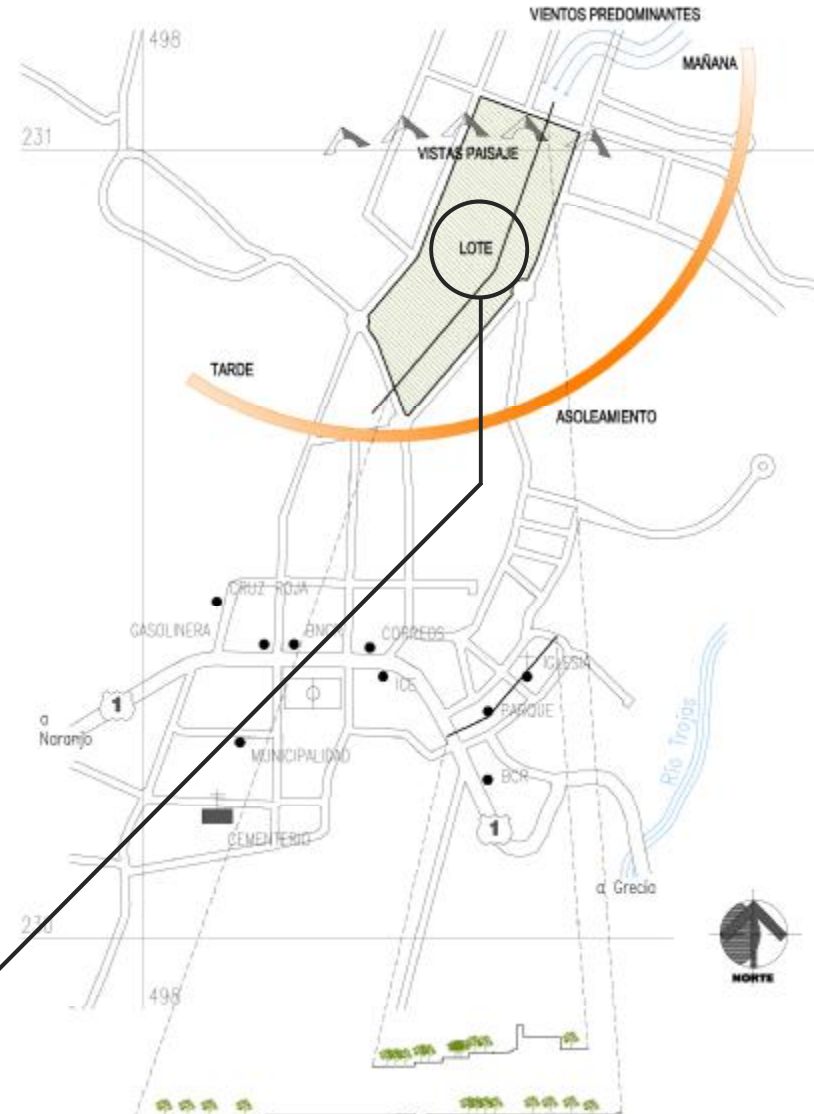 VIENTOS PREDOMINANTES
498
MAÑANA
231
VISTAS PAISAJE
LOTE
TARDE
ASOLEAMIENTO
CRUZ ROJA
GASOLINERA
BNCR
CORREOS
IGLESIA
ICE
1
a
Naranjo
PARQUE
MUNICIPALIDAD
Río Trojas
BCR
1
CEMENTERIO
a Grecia
230
NORTE
498